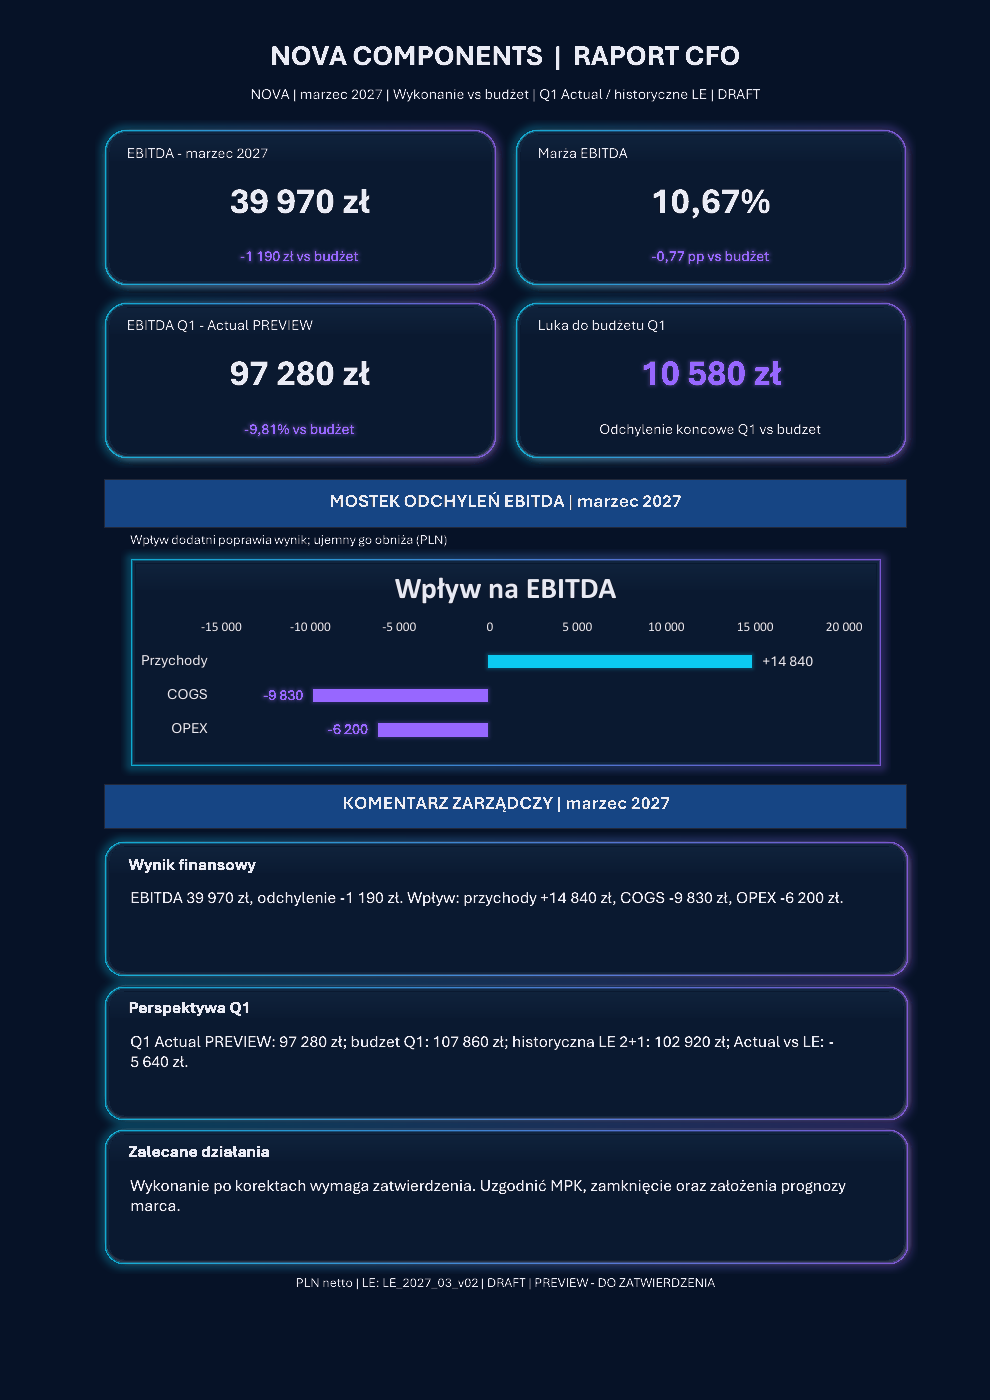 NOVA COMPONENTS | RAPORT CFO
NOVA | marzec 2027 | Wykonanie vs budżet | Q1 Actual / historyczne LE | DRAFT
EBITDA - marzec 2027
39 970 zł
-1 190 zł vs budżet
Marża EBITDA
10,67%
-0,77 pp vs budżet
EBITDA Q1 - Actual PREVIEW
97 280 zł
-9,81% vs budżet
Luka do budżetu Q1
10 580 zł
Odchylenie koncowe Q1 vs budzet
MOSTEK ODCHYLEŃ EBITDA | marzec 2027
Wpływ dodatni poprawia wynik; ujemny go obniża (PLN)
Wpływ na EBITDA
-15 000 -10 000 -5 000 0 5 000 10 000 15 000 20 000
Przychody +14 840
COGS -9 830
OPEX -6 200
KOMENTARZ ZARZĄDCZY | marzec 2027
Wynik finansowy
EBITDA 39 970 zł, odchylenie -1 190 zł. Wpływ: przychody +14 840 zł, COGS -9 830 zł, OPEX -6 200 zł.
Perspektywa Q1
Q1 Actual PREVIEW: 97 280 zł; budzet Q1: 107 860 zł; historyczna LE 2+1: 102 920 zł; Actual vs LE: -
5 640 zł.
Zalecane działania
Wykonanie po korektach wymaga zatwierdzenia. Uzgodnić MPK, zamknięcie oraz założenia prognozy
marca.
PLN netto | LE: LE_2027_03_v02 | DRAFT | PREVIEW - DO ZATWIERDZENIA